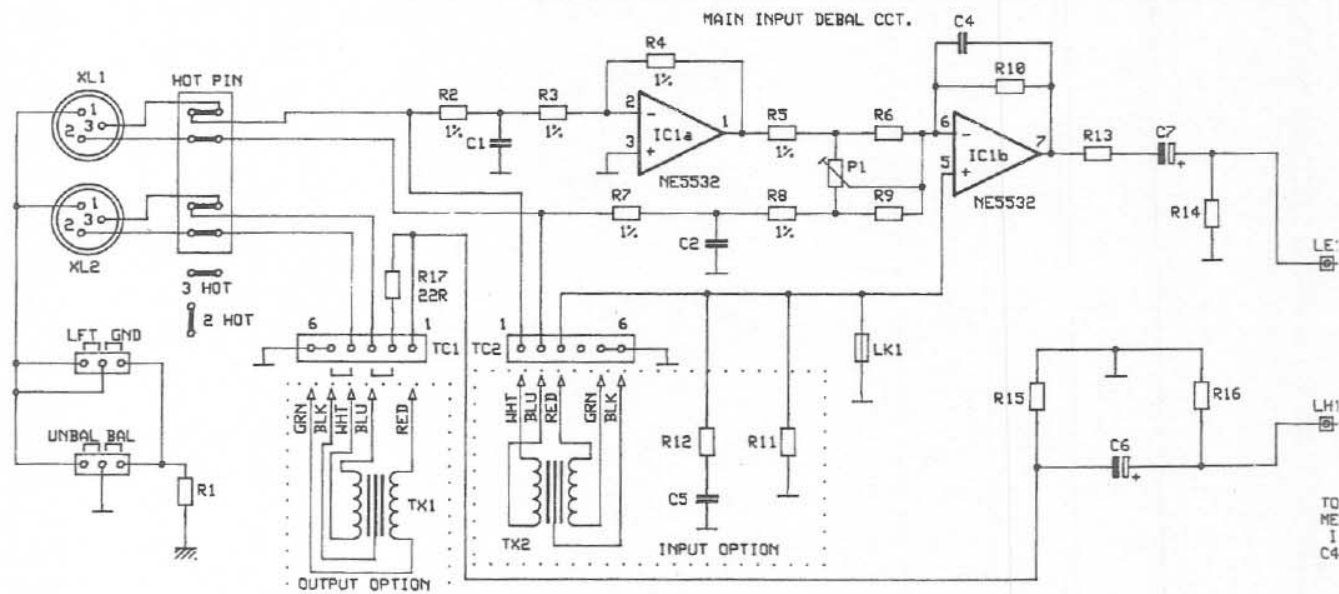 MAIN INPUT DEBAL CCT.
C4
R4
1%
R10
XL1
HOT PIN
1
2
3
R2
1%
R3
1%
C1
2
3
1
IC1a
NE5532
R5
1%
R6
P1
6
5
7
IC1b
NE5532
R13
C7
+
R14
XL2
1
2
3
R7
1%
C2
R8
1%
R9
3 HOT
2 HOT
R17
22R
6
1
TC1
1
6
TC2
LK1
LFT GND
UNBAL BAL
R1
GRN
BLK
WHT
BLU
RED
TX1
OUTPUT OPTION
WHT
BLU
RED
GRN
BLK
TX2
R12
C5
R11
INPUT OPTION
R15
R16
C6
+
LH1